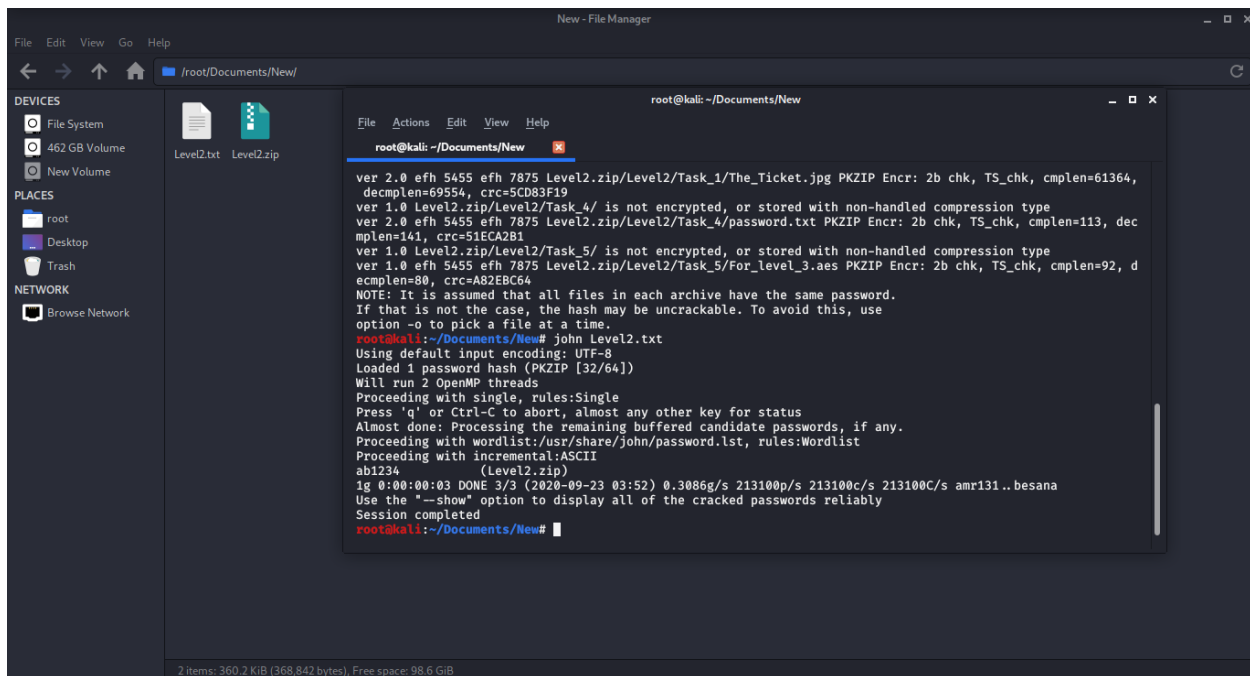 New - File Manager
File Edit View Go Help
/root/Documents/New/
DEVICES
File System
462 GB Volume
New Volume
PLACES
root
Desktop
Trash
NETWORK
Browse Network
Level2.txt Level2.zip
root@kali: ~/Documents/New
File Actions Edit View Help
root@kali: ~/Documents/New
ver 2.0 efh 5455 efh 7875 Level2.zip/Level2/Task_1/The_Ticket.jpg PKZIP Encr: 2b chk, TS_chk, cmplen=61364,
decmplen=69554, crc=5CD83F19
ver 1.0 Level2.zip/Level2/Task_4/ is not encrypted, or stored with non-handled compression type
ver 2.0 efh 5455 efh 7875 Level2.zip/Level2/Task_4/password.txt PKZIP Encr: 2b chk, TS_chk, cmplen=113, dec
mplen=141, crc=51ECA2B1
ver 1.0 Level2.zip/Level2/Task_5/ is not encrypted, or stored with non-handled compression type
ver 1.0 efh 5455 efh 7875 Level2.zip/Level2/Task_5/For_level_3.aes PKZIP Encr: 2b chk, TS_chk, cmplen=92, d
ecmplen=80, crc=A82EBC64
NOTE: It is assumed that all files in each archive have the same password.
If that is not the case, the hash may be uncrackable. To avoid this, use
option -o to pick a file at a time.
root@kali:~/Documents/New# john Level2.txt
Using default input encoding: UTF-8
Loaded 1 password hash (PKZIP [32/64])
Will run 2 OpenMP threads
Proceeding with single, rules:Single
Press 'q' or Ctrl-C to abort, almost any other key for status
Almost done: Processing the remaining buffered candidate passwords, if any.
Proceeding with wordlist:/usr/share/john/password.lst, rules:Wordlist
Proceeding with incremental:ASCII
ab1234 (Level2.zip)
1g 0:00:00:03 DONE 3/3 (2020-09-23 03:52) 0.3086g/s 213100p/s 213100c/s 213100C/s amr131..besana
Use the "--show" option to display all of the cracked passwords reliably
Session completed
root@kali:~/Documents/New#
2 items: 360.2 KiB (368,842 bytes), Free space: 98.6 GiB